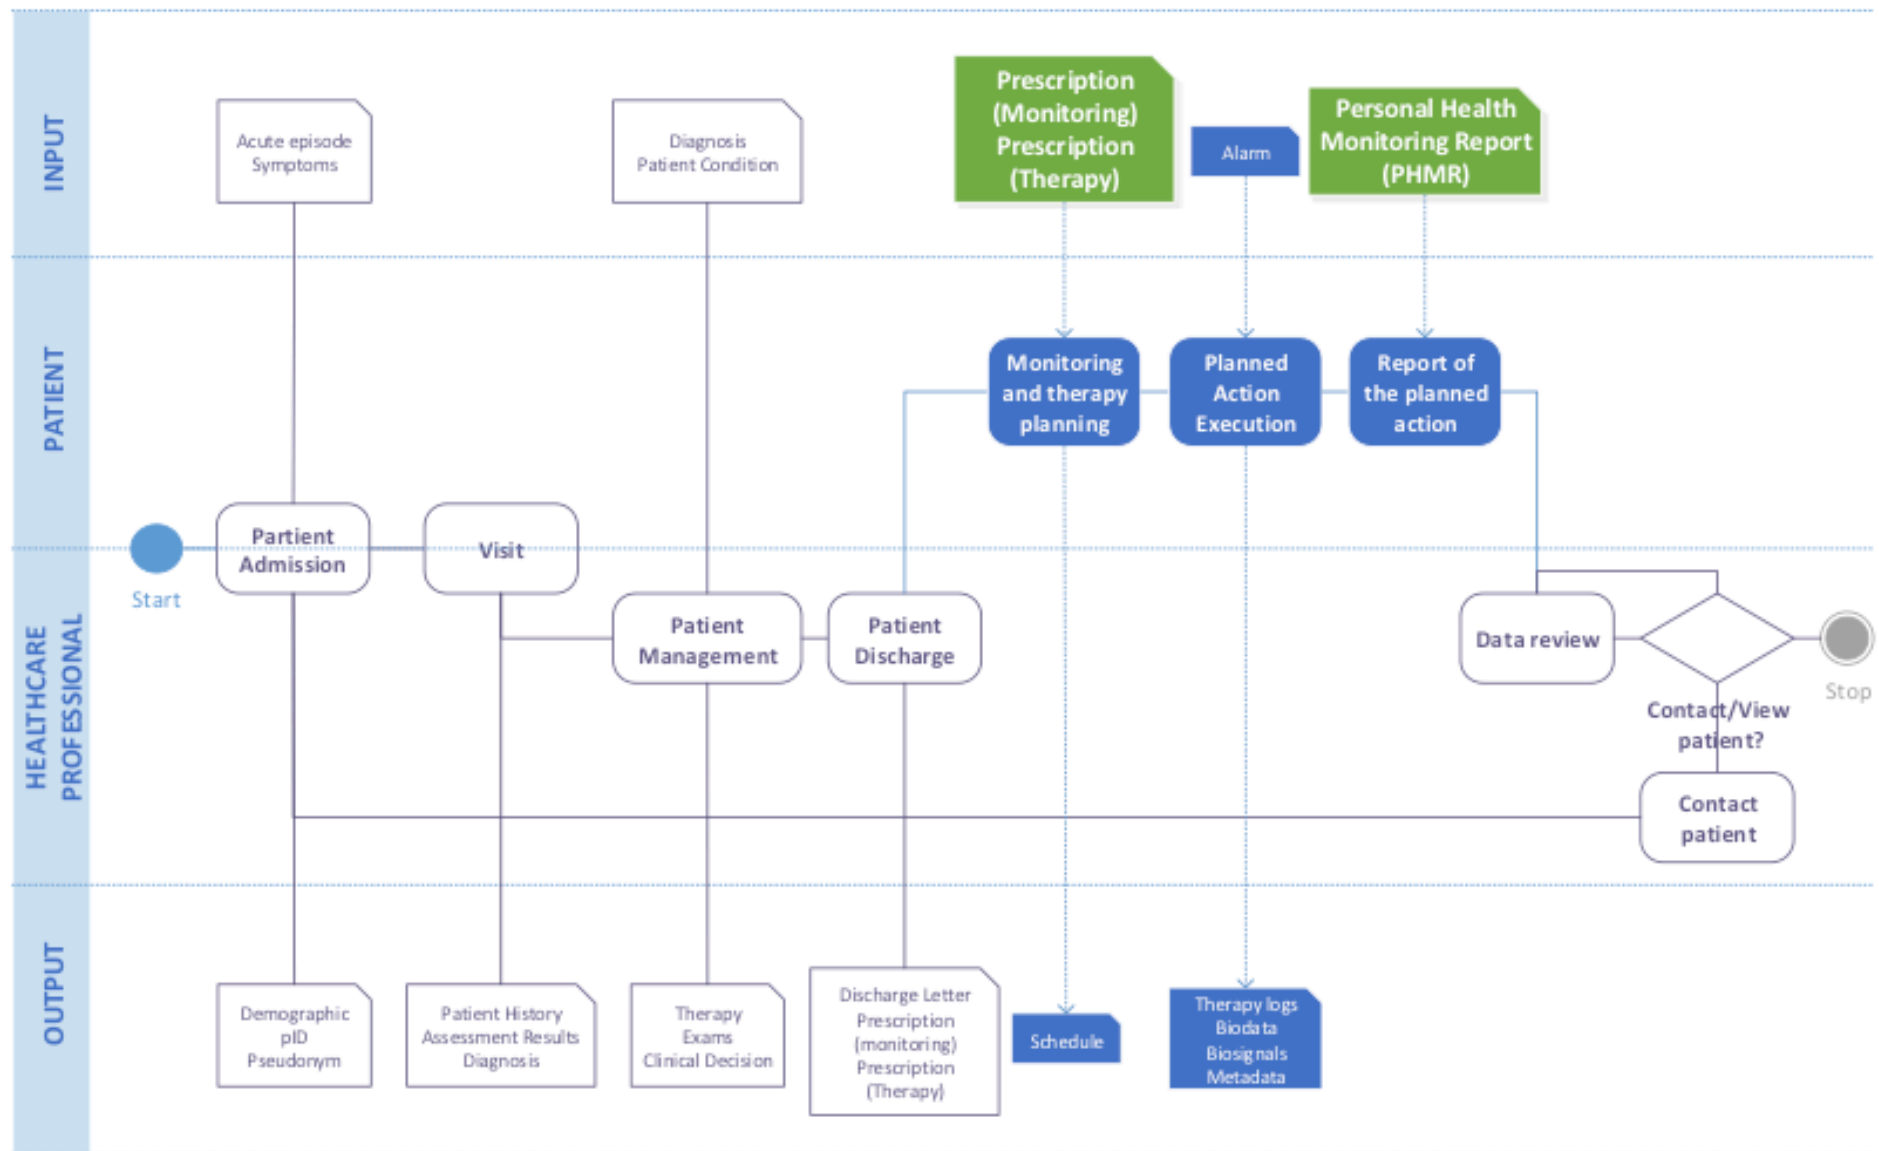 INPUT
Acute episode
Symptoms
Diagnosis
Patient Condition
Prescription
(Monitoring)
Prescription
(Therapy)
Alarm
Personal Health
Monitoring Report
(PHMR)
PATIENT
Monitoring
and therapy
planning
Planned
Action
Execution
Report of
the planned
action
Start
Partient
Admission
Visit
HEALTHCARE
PROFESSIONAL
Patient
Management
Patient
Discharge
Data review
Stop
Contact/View
patient?
Contact
patient
OUTPUT
Demographic
pID
Pseudonym
Patient History
Assessment Results
Diagnosis
Therapy
Exams
Clinical Decision
Discharge Letter
Prescription
(monitoring)
Prescription
(Therapy)
Schedule
Therapy logs
Biodata
Biosignals
Metadata